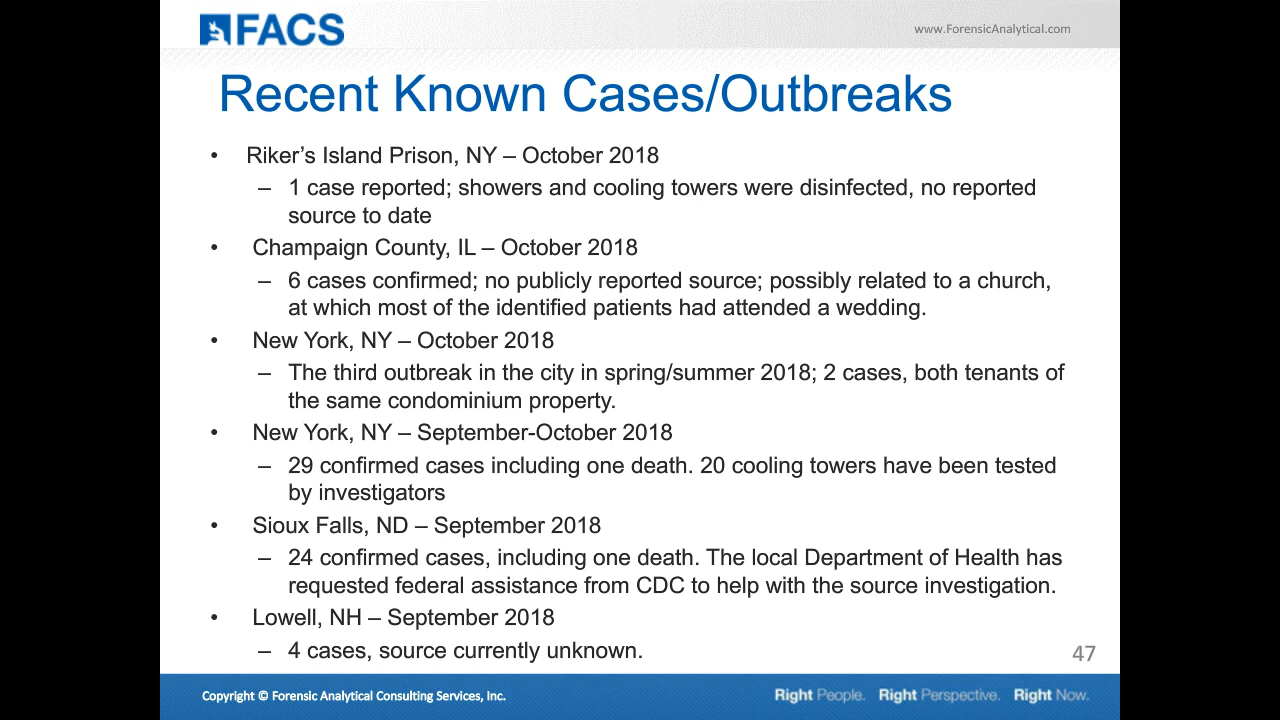 FACS
www.ForensicAnalytical.com
Recent Known Cases/Outbreaks
• Riker’s Island Prison, NY – October 2018
– 1 case reported; showers and cooling towers were disinfected, no reported
source to date
• Champaign County, IL – October 2018
– 6 cases confirmed; no publicly reported source; possibly related to a church,
at which most of the identified patients had attended a wedding.
• New York, NY – October 2018
– The third outbreak in the city in spring/summer 2018; 2 cases, both tenants of
the same condominium property.
• New York, NY – September-October 2018
– 29 confirmed cases including one death. 20 cooling towers have been tested
by investigators
• Sioux Falls, ND – September 2018
– 24 confirmed cases, including one death. The local Department of Health has
requested federal assistance from CDC to help with the source investigation.
• Lowell, NH – September 2018
– 4 cases, source currently unknown.
47
Copyright © Forensic Analytical Consulting Services, Inc.
Right People. Right Perspective. Right Now.